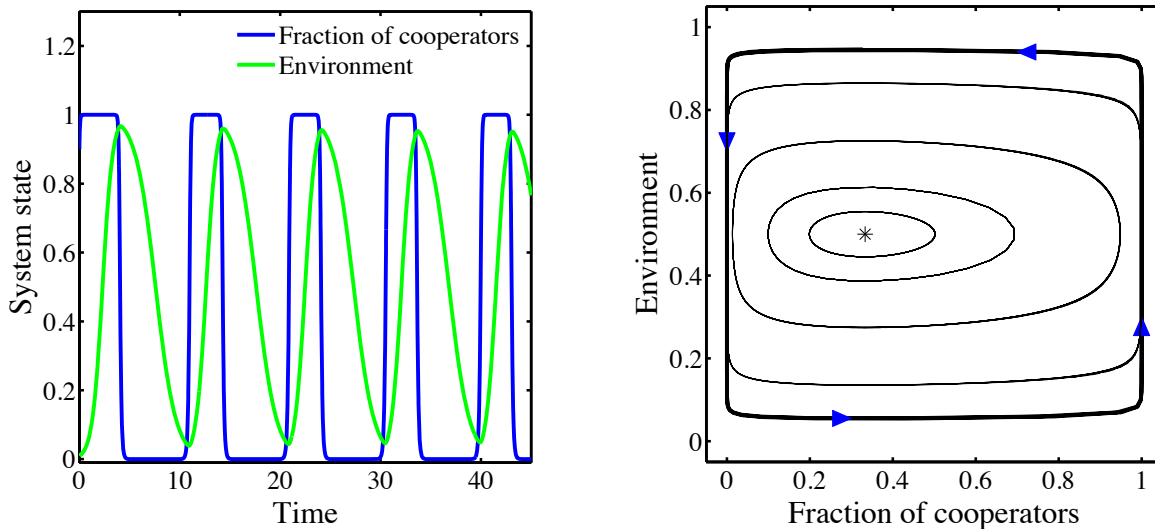 Fraction of cooperators
Environment
System state
1.2
1
0.8
0.6
0.4
0.2
0
0 10 20 30 40
Time
Environment
1
0.8
0.6
0.4
0.2
0
0 0.2 0.4 0.6 0.8 1
Fraction of cooperators